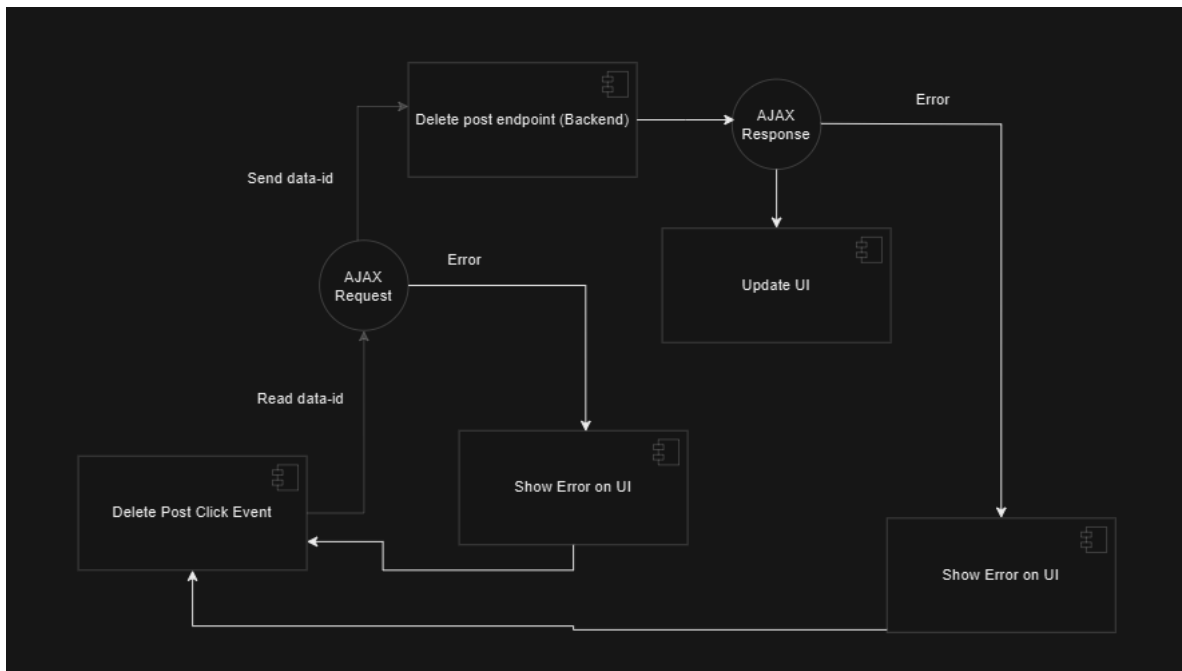 Delete post endpoint (Backend)
AJAX
Response
Error
Send data-id
AJAX
Request
Error
Update UI
Read data-id
Delete Post Click Event
Show Error on UI
Show Error on UI